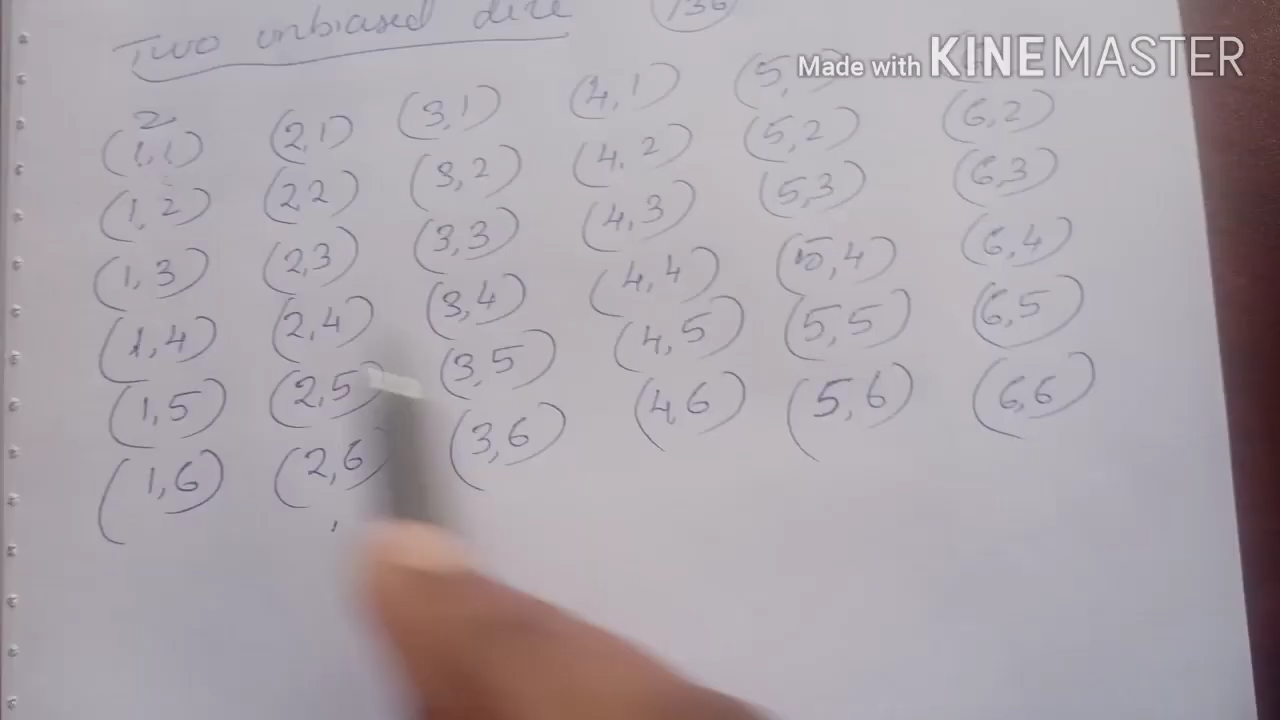 Two unbiased dice /36
Made with KINEMASTER
2
(1,1) (2,1) (3,1) (4,1) (5,
(1,2) (2,2) (3,2) (4,2) (5,2) (6,2)
(1,3) (2,3) (3,3) (4,3) (5,3) (6,3)
(1,4) (2,4) (3,4) (4,4) (5,4) (6,4)
(1,5) (2,5) (3,5) (4,5) (5,5) (6,5)
(1,6) (2,6) (3,6) (4,6) (5,6) (6,6)